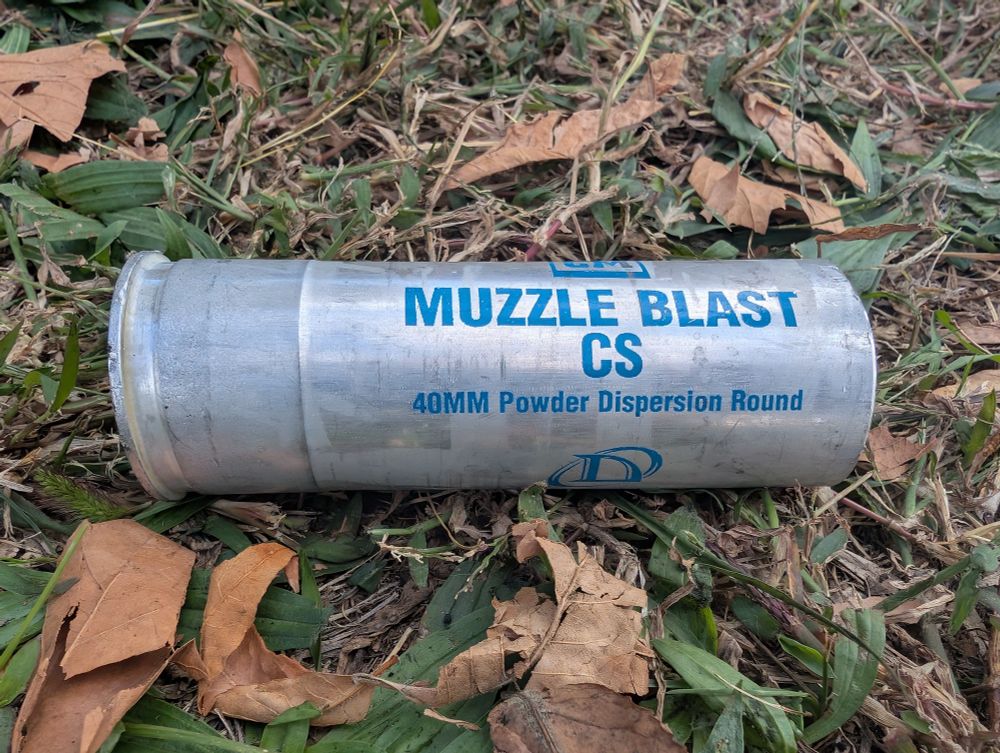 MUZZLE BLAST
CS
40MM Powder Dispersion Round
D